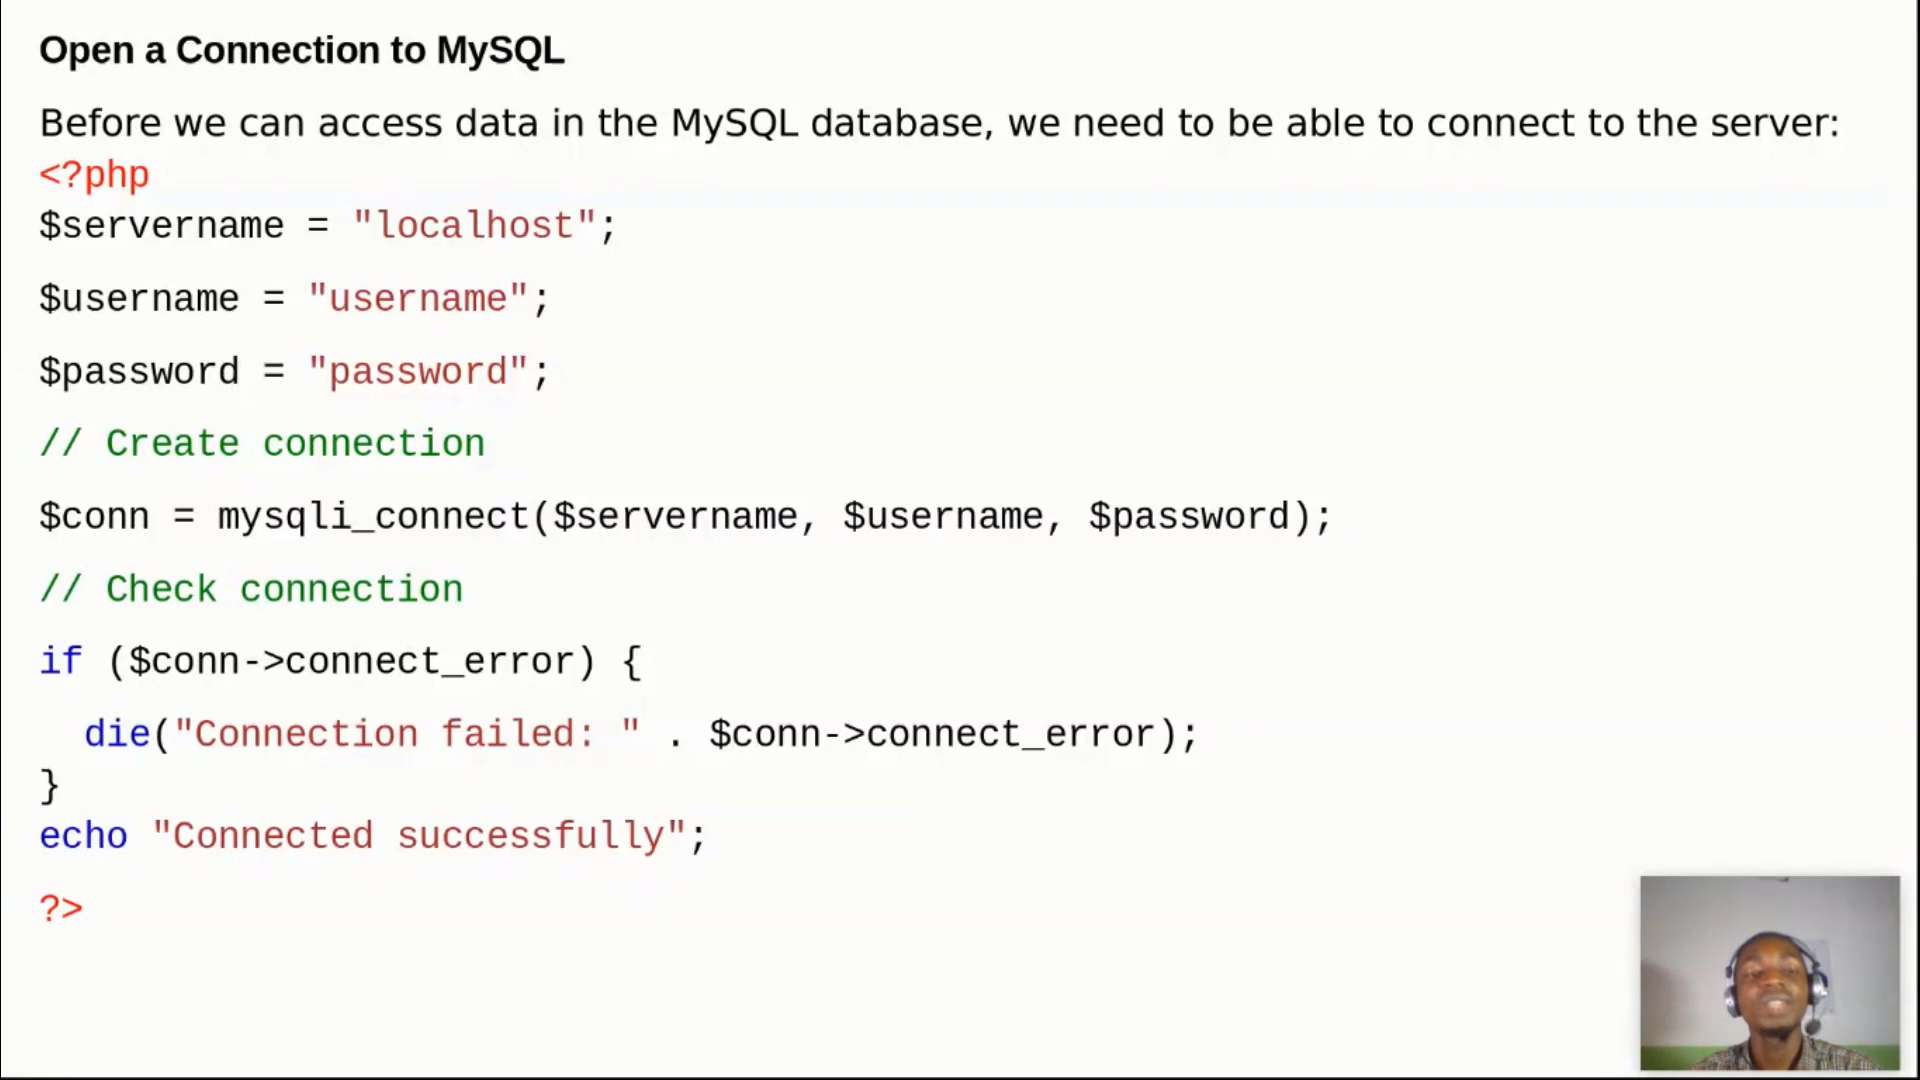 Open a Connection to MySQL
Before we can access data in the MySQL database, we need to be able to connect to the server:
<?php
$servername = "localhost";
$username = "username";
$password = "password";
// Create connection
$conn = mysqli_connect($servername, $username, $password);
// Check connection
if ($conn->connect_error) {
  die("Connection failed: " . $conn->connect_error);
}
echo "Connected successfully";
?>